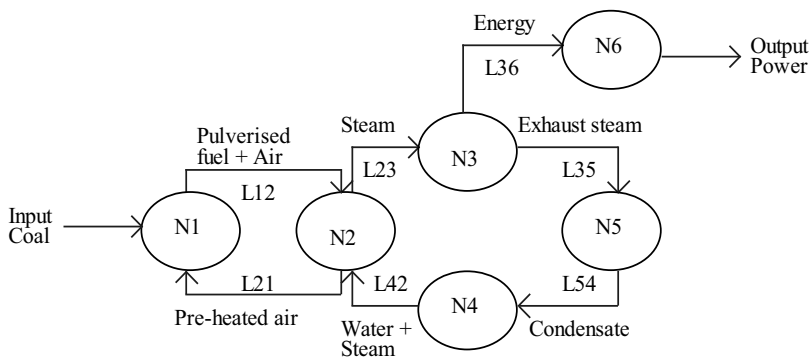 Energy
L36
N6
Output
Power
Steam
L23
N3
Exhaust steam
L35
Pulverised
fuel + Air
L12
Input
Coal
N1
N2
N5
L21
Pre-heated air
L42
N4
L54
Water +
Steam
Condensate